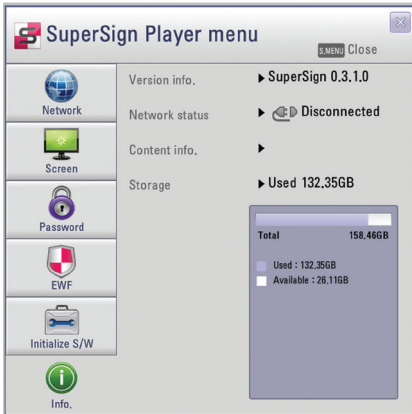 SuperSign Player menu
S.MENU Close
Network
Screen
Password
EWF
Initialize S/W
Info.
Version info. ▶ SuperSign 0.3.1.0
Network status ▶ Disconnected
Content info. ▶
Storage ▶ Used 132.35GB
Total 158.46GB
Used : 132.35GB
Available : 26.11GB